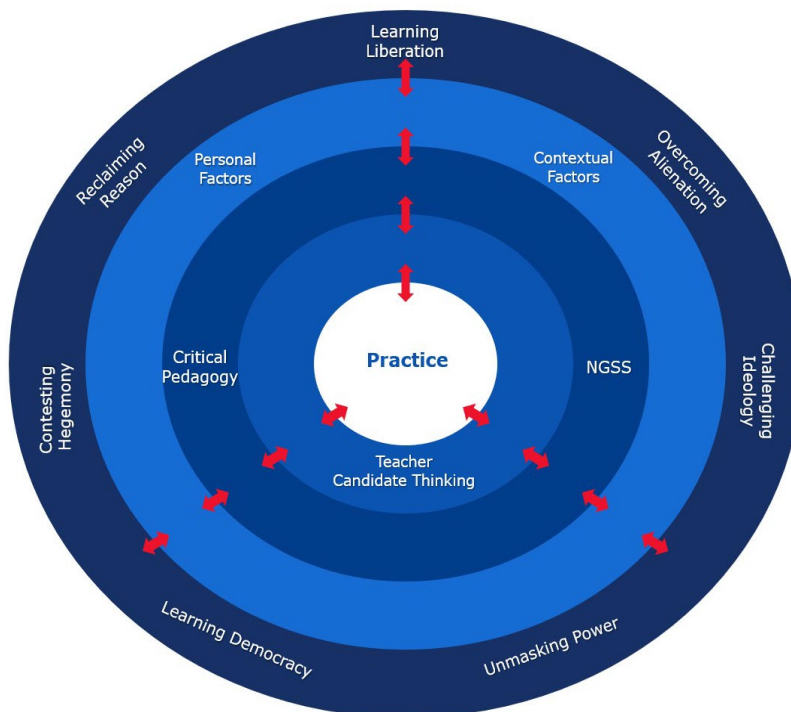 Learning
Liberation
Reclaiming
Reason
Overcoming
Alienation
Personal
Factors
Contextual
Factors
Contesting
Hegemony
Critical
Pedagogy
Practice
NGSS
Challenging
Ideology
Teacher
Candidate Thinking
Learning Democracy
Unmasking Power